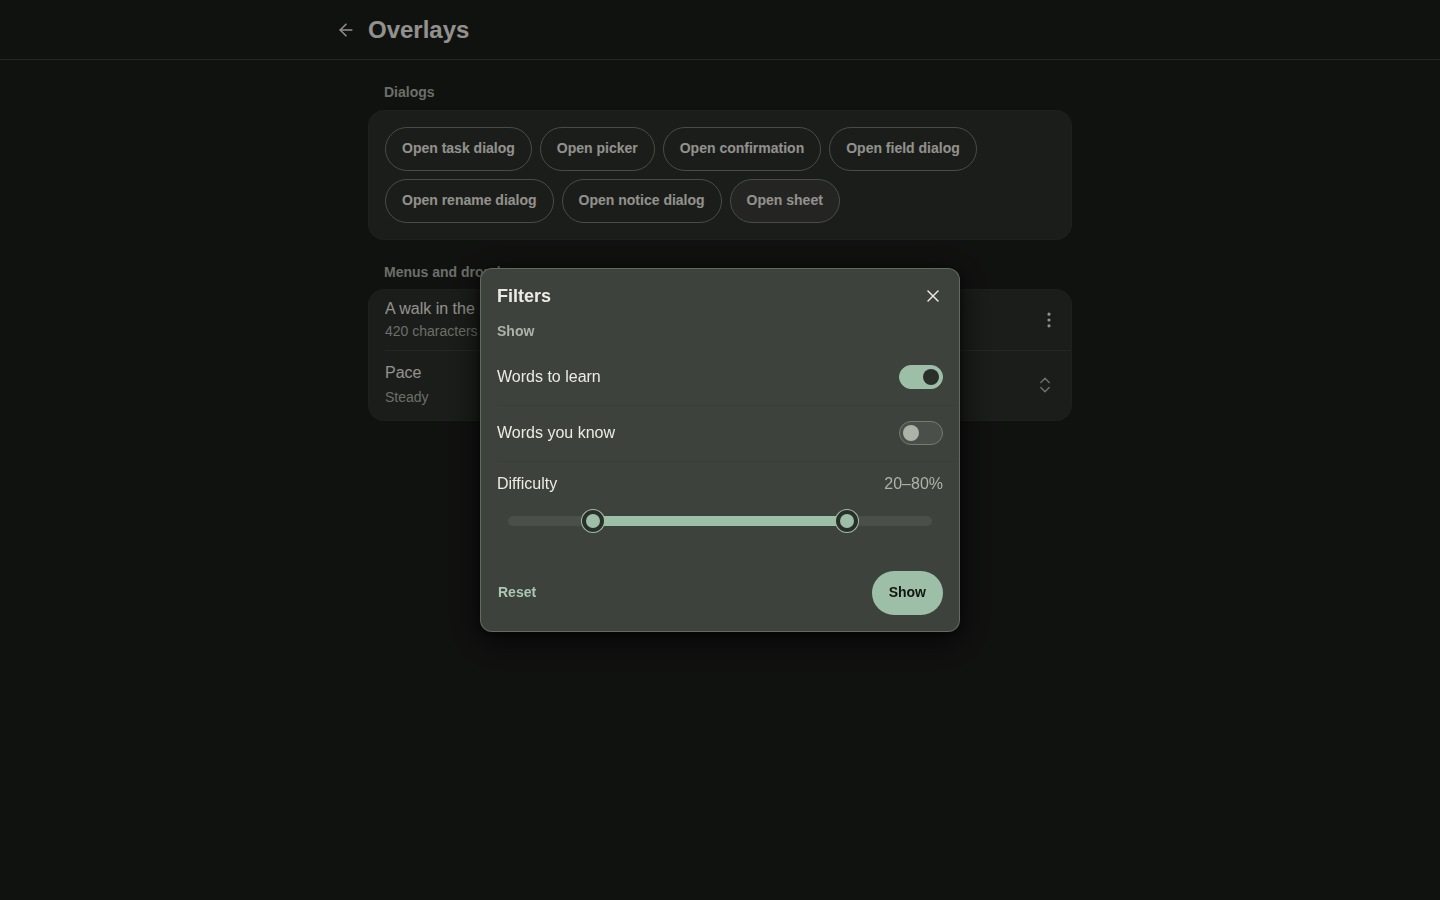 Overlays
Dialogs
Open task dialog
Open picker
Open confirmation
Open field dialog
Open rename dialog
Open notice dialog
Open sheet
Menus and
A walk in the
420 characters
Pace
Steady
Filters
Show
Words to learn
Words you know
Difficulty
20–80%
Reset
Show